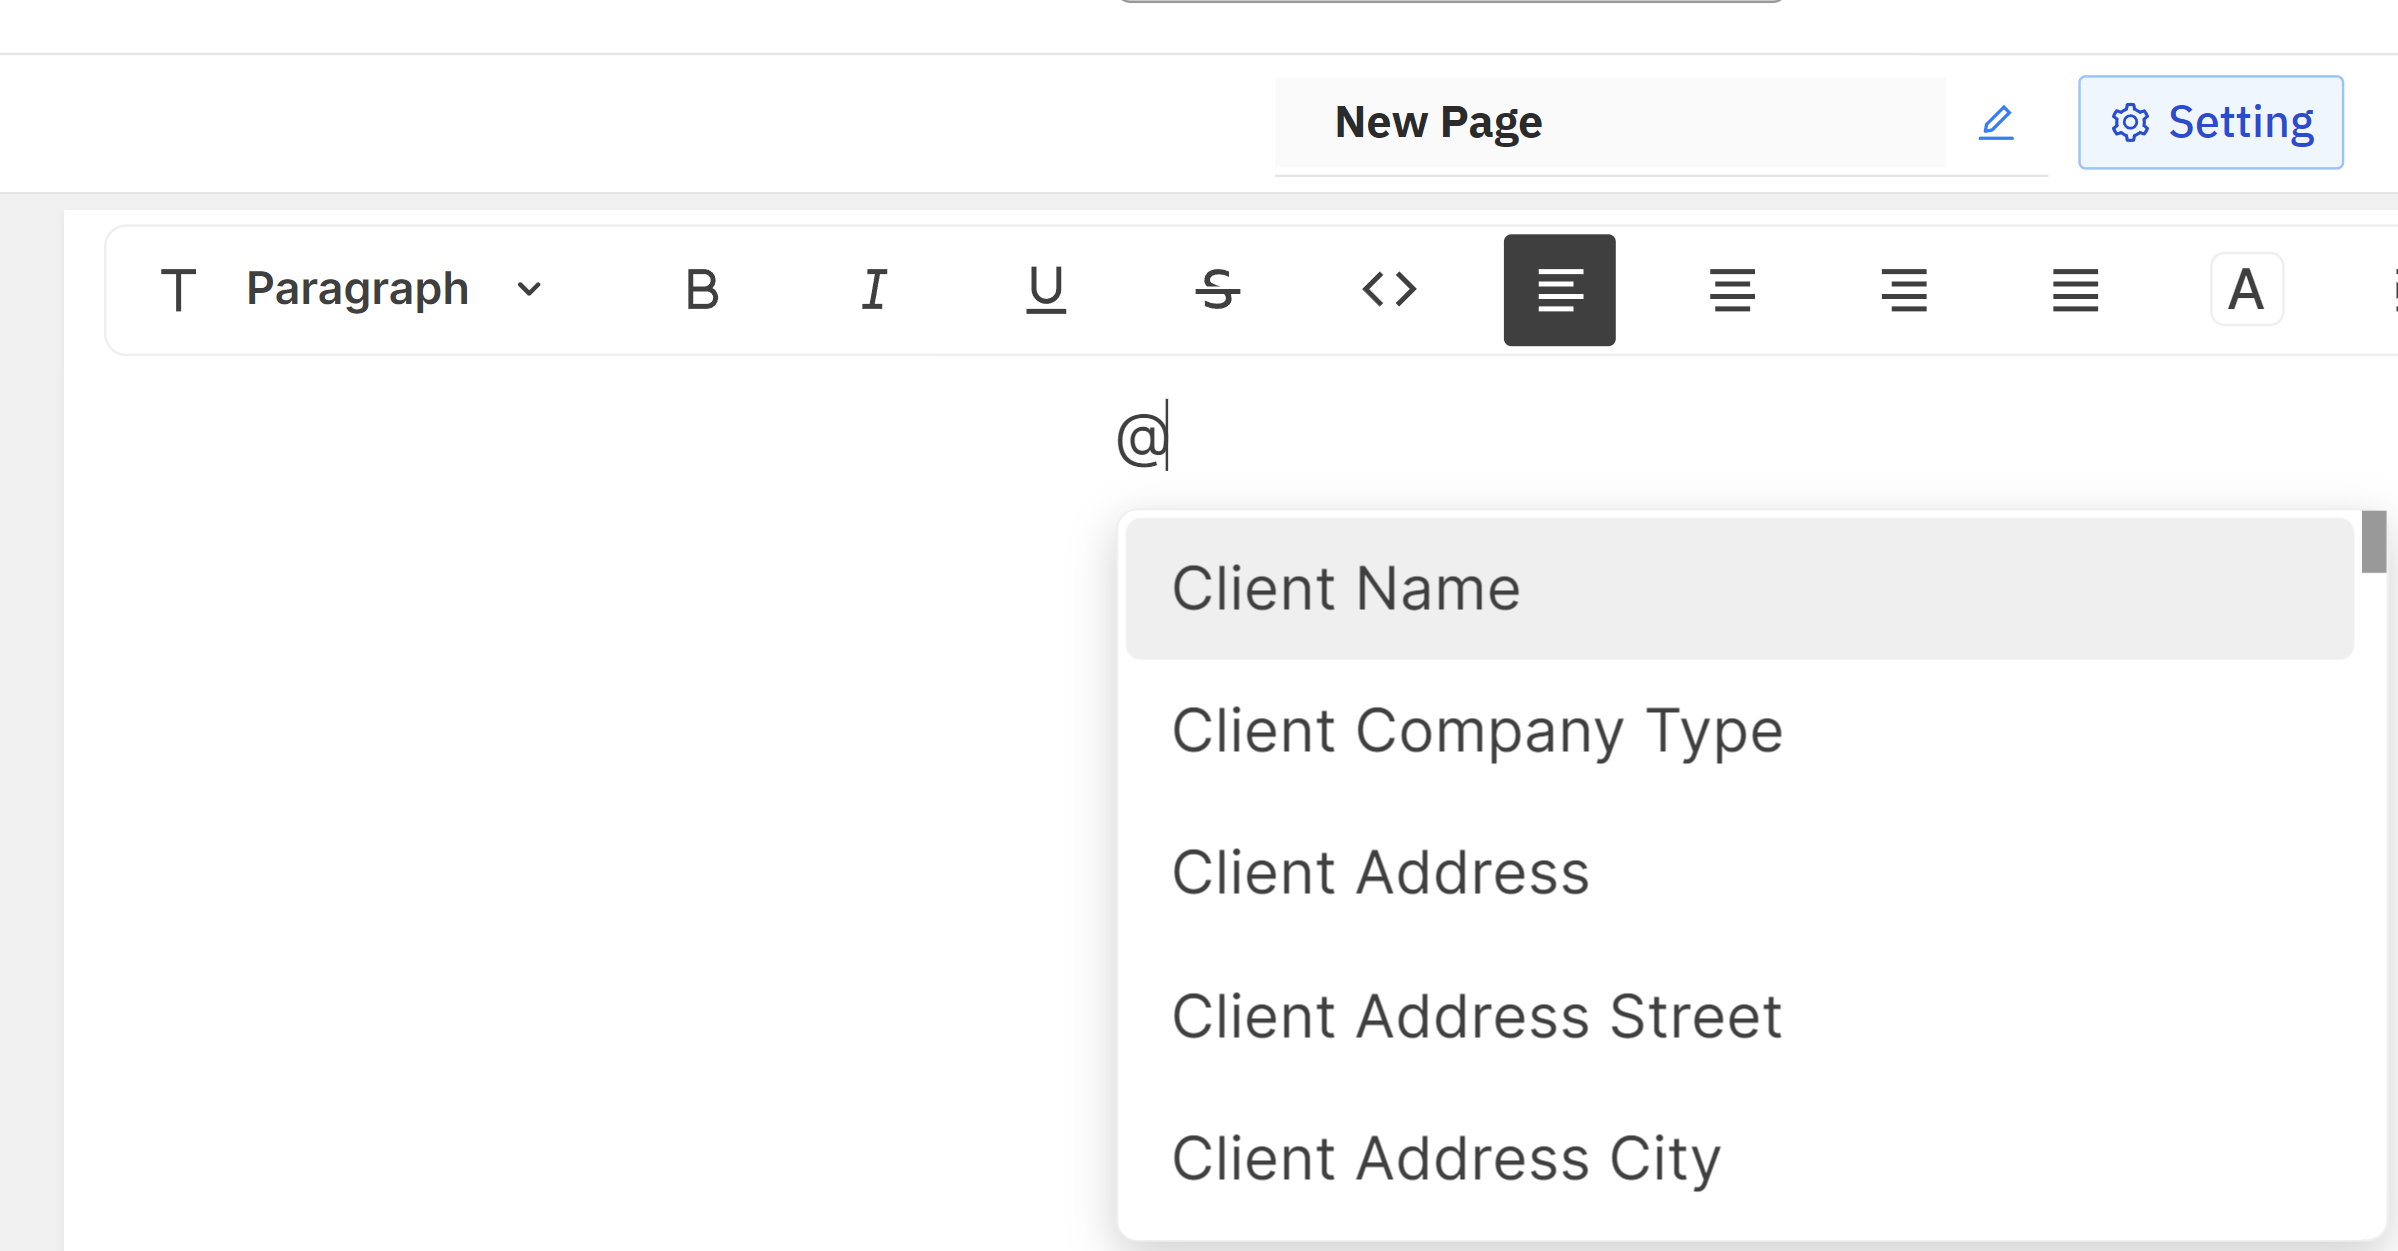 New Page
Setting
Paragraph
@
Client Name
Client Company Type
Client Address
Client Address Street
Client Address City